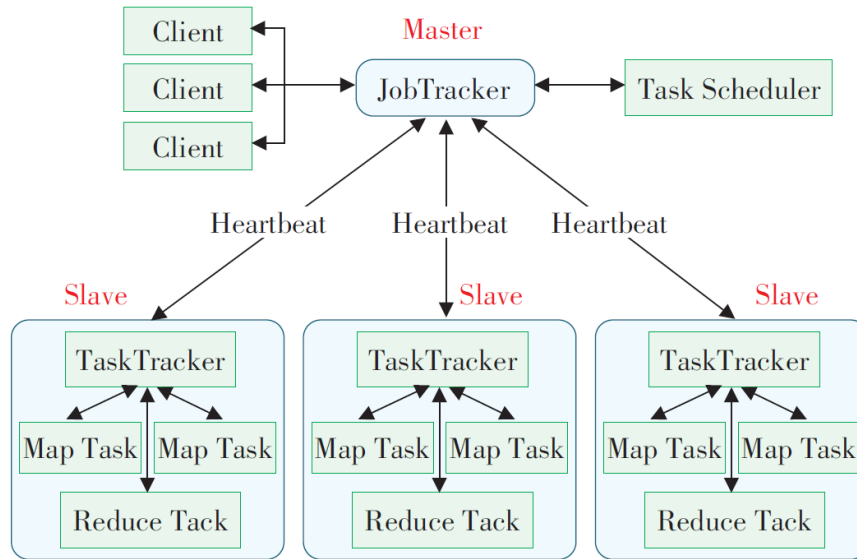 Client
Client
Client
Master
JobTracker
Task Scheduler
Heartbeat
Heartbeat
Heartbeat
Slave
TaskTracker
Map Task
Map Task
Reduce Tack
Slave
TaskTracker
Map Task
Map Task
Reduce Tack
Slave
TaskTracker
Map Task
Map Task
Reduce Tack